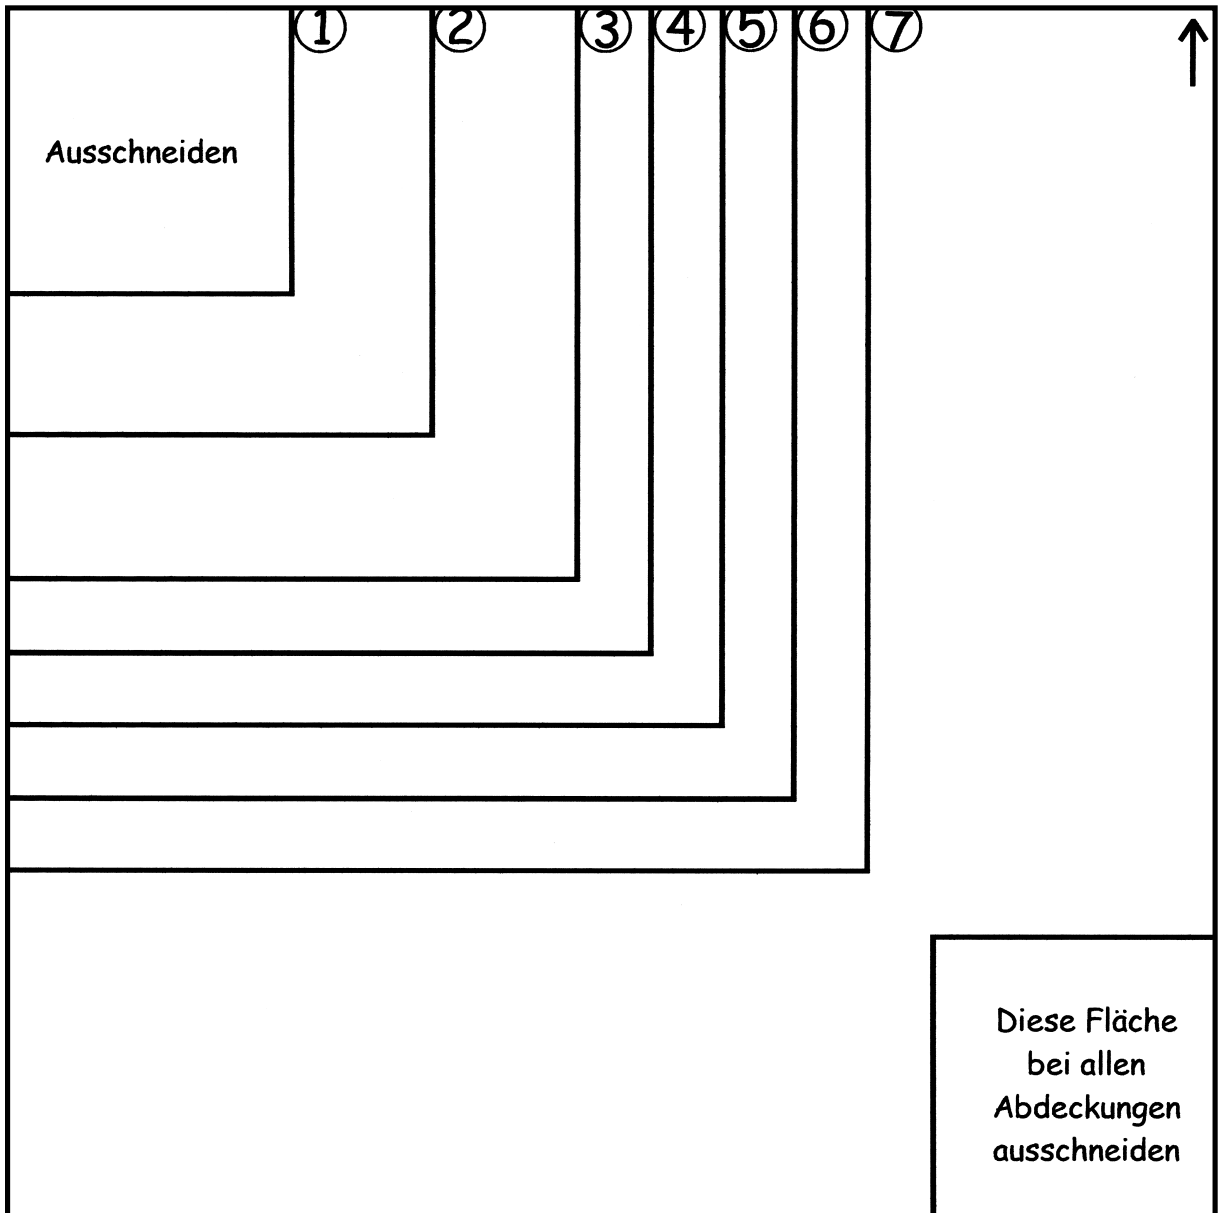 ① ② ③ ④ ⑤ ⑥ ⑦
Ausschneiden
Diese Fläche
bei allen
Abdeckungen
ausschneiden